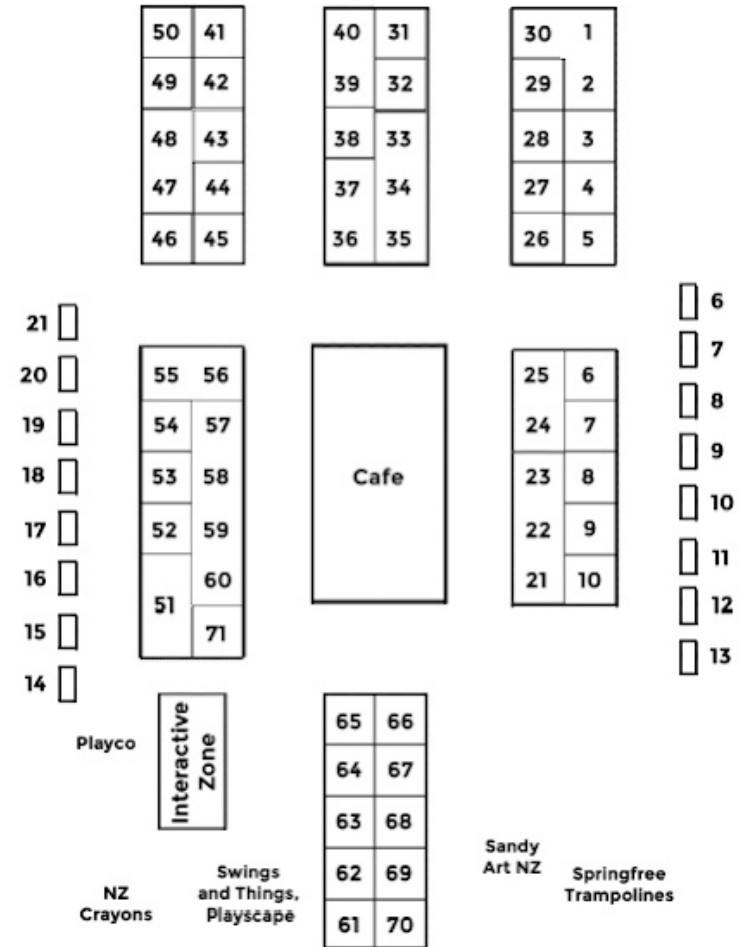 50 41 40 31 30 1
49 42 39 32 29 2
48 43 38 33 28 3
47 44 37 34 27 4
46 45 36 35 26 5
6
21
7
20 55 56 25 6
8
19 54 57 24 7
9
18 53 58 Cafe 23 8
10
17 52 59 22 9
11
16 60 21 10
51
12
15 71
13
14
65 66
Playco
Interactive
Zone
64 67
63 68
Sandy
Art NZ
Swings
and Things,
Playscape
62 69
Springfree
Trampolines
NZ
Crayons
61 70